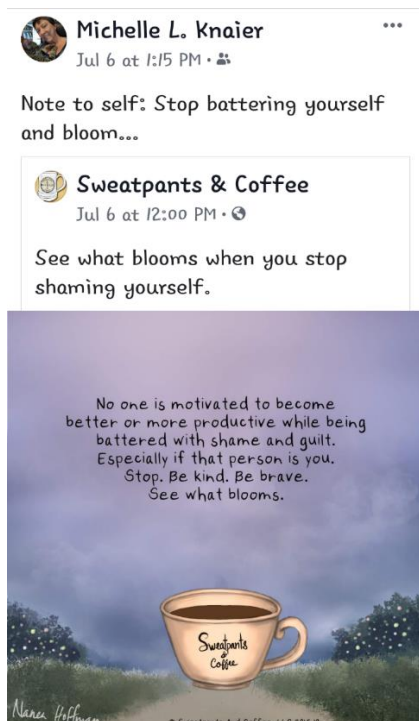 Michelle L. Knaier
Jul 6 at 1:15 PM
Note to self: Stop battering yourself
and bloom...
Sweatpants & Coffee
Jul 6 at 12:00 PM
See what blooms when you stop
shaming yourself.
No one is motivated to become
better or more productive while being
battered with shame and guilt.
Especially if that person is you.
Stop. Be kind. Be brave.
See what blooms.
Sweatpants
&
Coffee
Nanea Hoffman